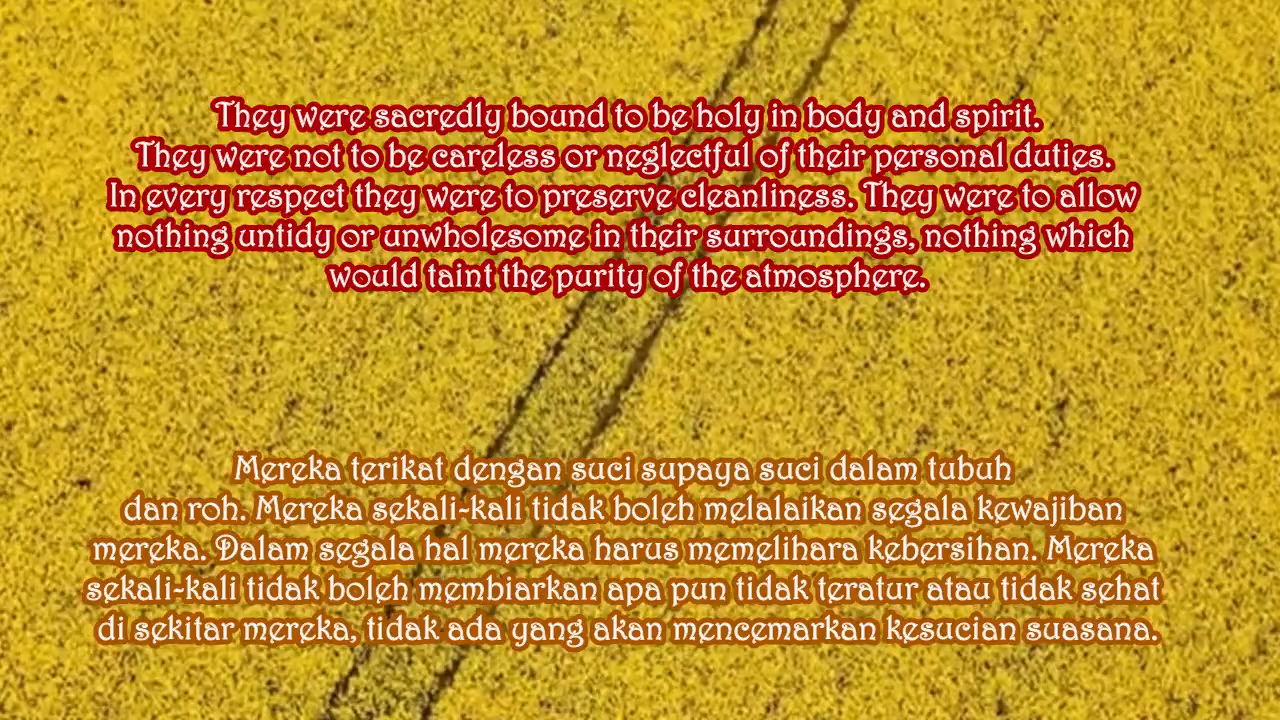 They were sacredly bound to be holy in body and spirit.
They were not to be careless or neglectful of their personal duties.
In every respect they were to preserve cleanliness. They were to allow
nothing untidy or unwholesome in their surroundings, nothing which
would taint the purity of the atmosphere.
Mereka terikat dengan suci supaya suci dalam tubuh
dan roh. Mereka sekali-kali tidak boleh melalaikan segala kewajiban
mereka. Dalam segala hal mereka harus memelihara kebersihan. Mereka
sekali-kali tidak boleh membiarkan apa pun tidak teratur atau tidak sehat
di sekitar mereka, tidak ada yang akan mencemarkan kesucian suasana.